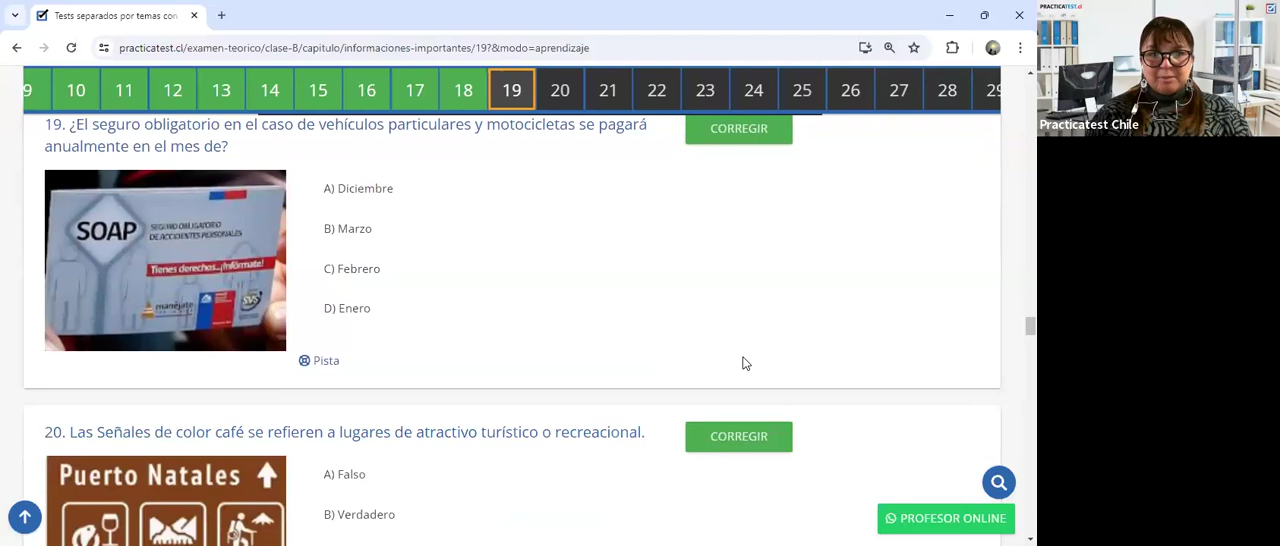 Tests separados por temas con
practicatest.cl/examen-teorico/clase-B/capitulo/informaciones-importantes/19?&modo=aprendizaje
9 10 11 12 13 14 15 16 17 18 19 20 21 22 23 24 25 26 27 28 29
19. ¿El seguro obligatorio en el caso de vehículos particulares y motocicletas se pagará
anualmente en el mes de?
CORREGIR
SOAP
SEGURO OBLIGATORIO
DE ACCIDENTES PERSONALES
Tienes derechos...¡Infórmate!
manéjate
SVS
A) Diciembre
B) Marzo
C) Febrero
D) Enero
Pista
20. Las Señales de color café se refieren a lugares de atractivo turístico o recreacional.
CORREGIR
Puerto Natales
A) Falso
B) Verdadero
PROFESOR ONLINE
PRACTICATEST.cl
Practicatest Chile